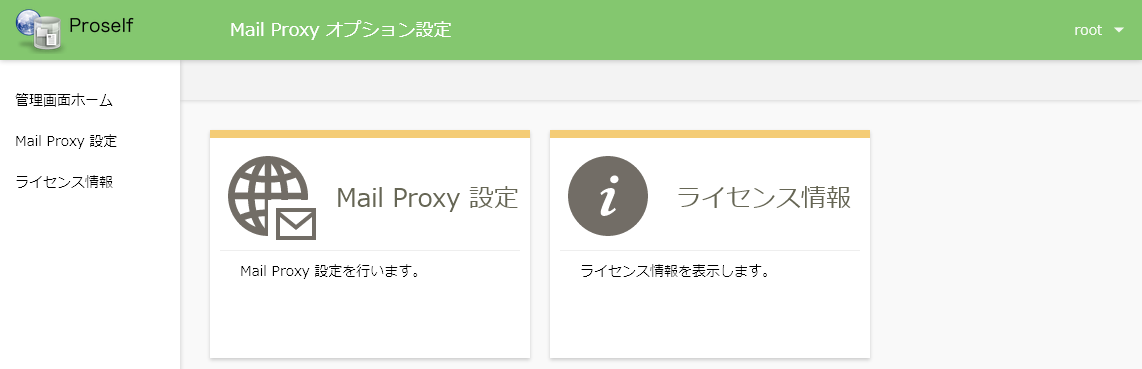 Proself
Mail Proxy オプション設定
root
管理画面ホーム
Mail Proxy 設定
ライセンス情報
Mail Proxy 設定
Mail Proxy 設定を行います。
ライセンス情報
ライセンス情報を表示します。